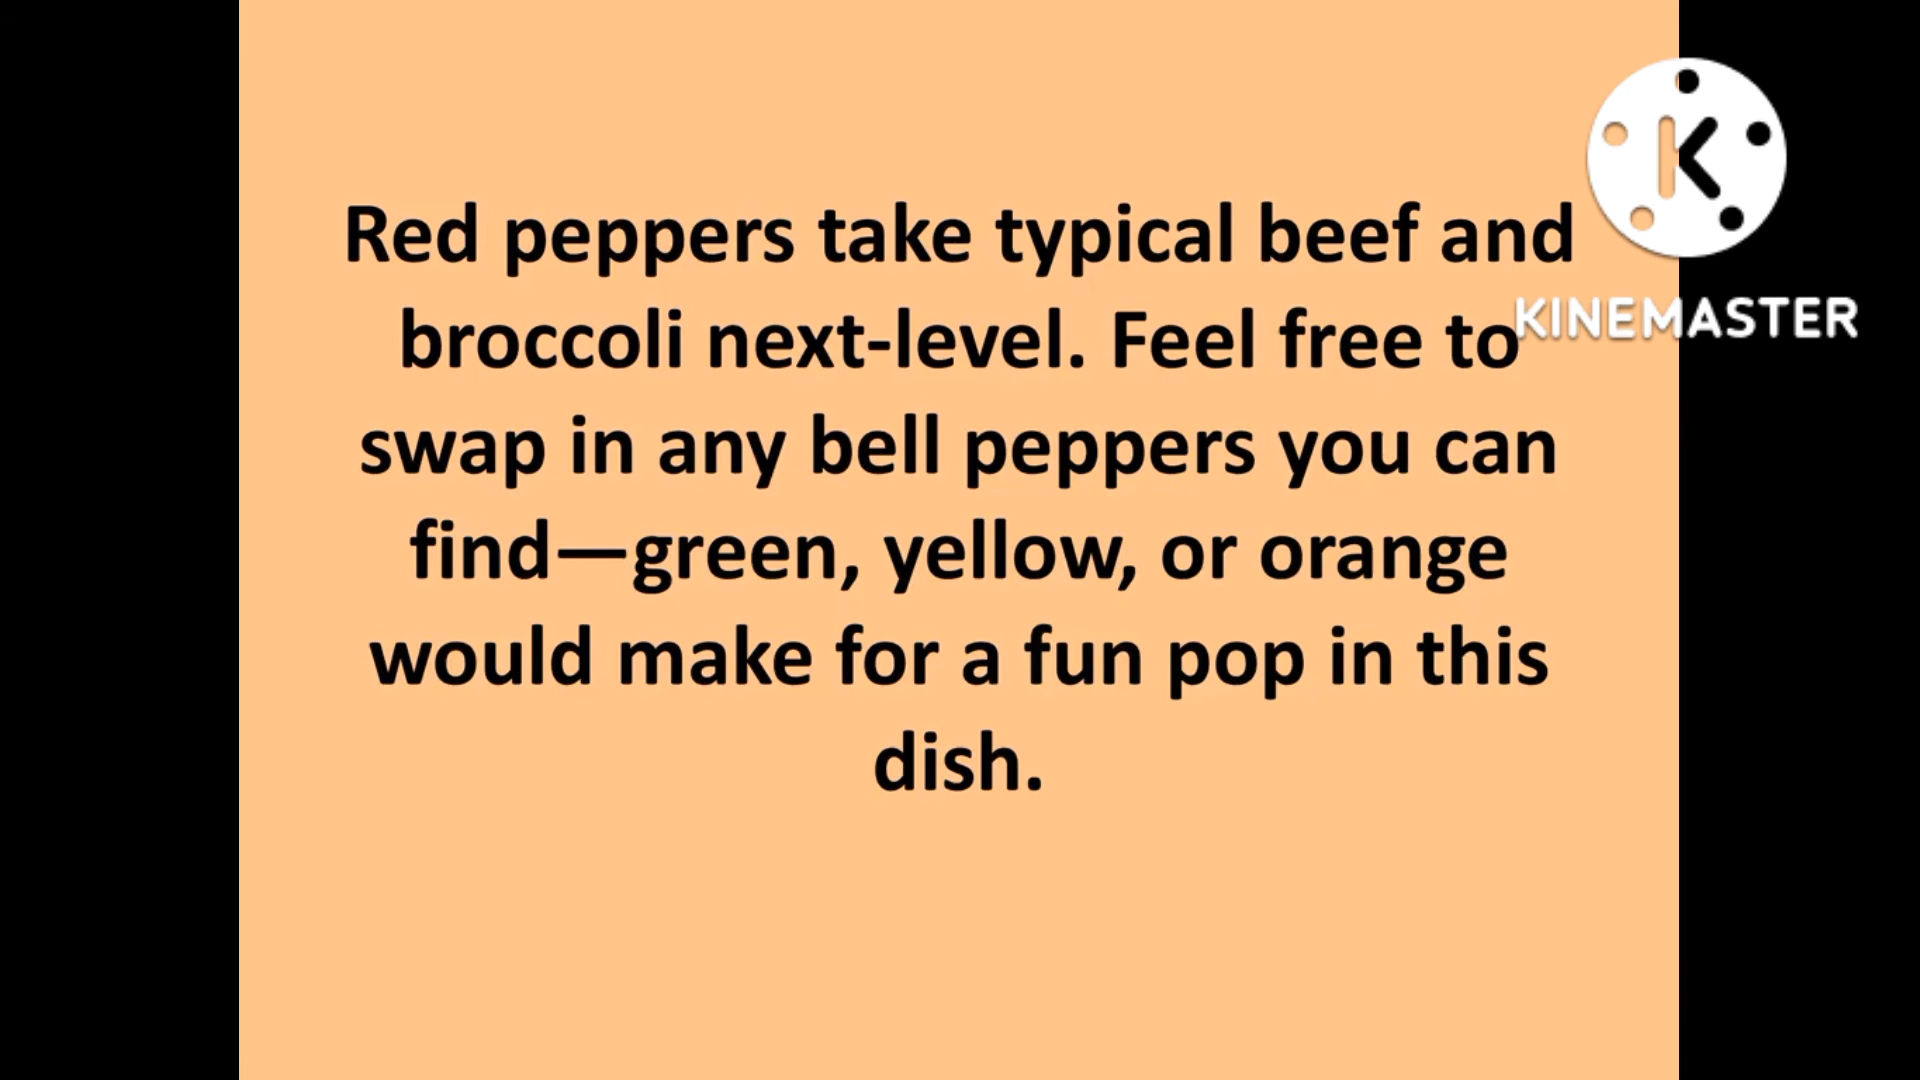 Red peppers take typical beef and
broccoli next-level. Feel free to
swap in any bell peppers you can
find—green, yellow, or orange
would make for a fun pop in this
dish.
K
KINEMASTER